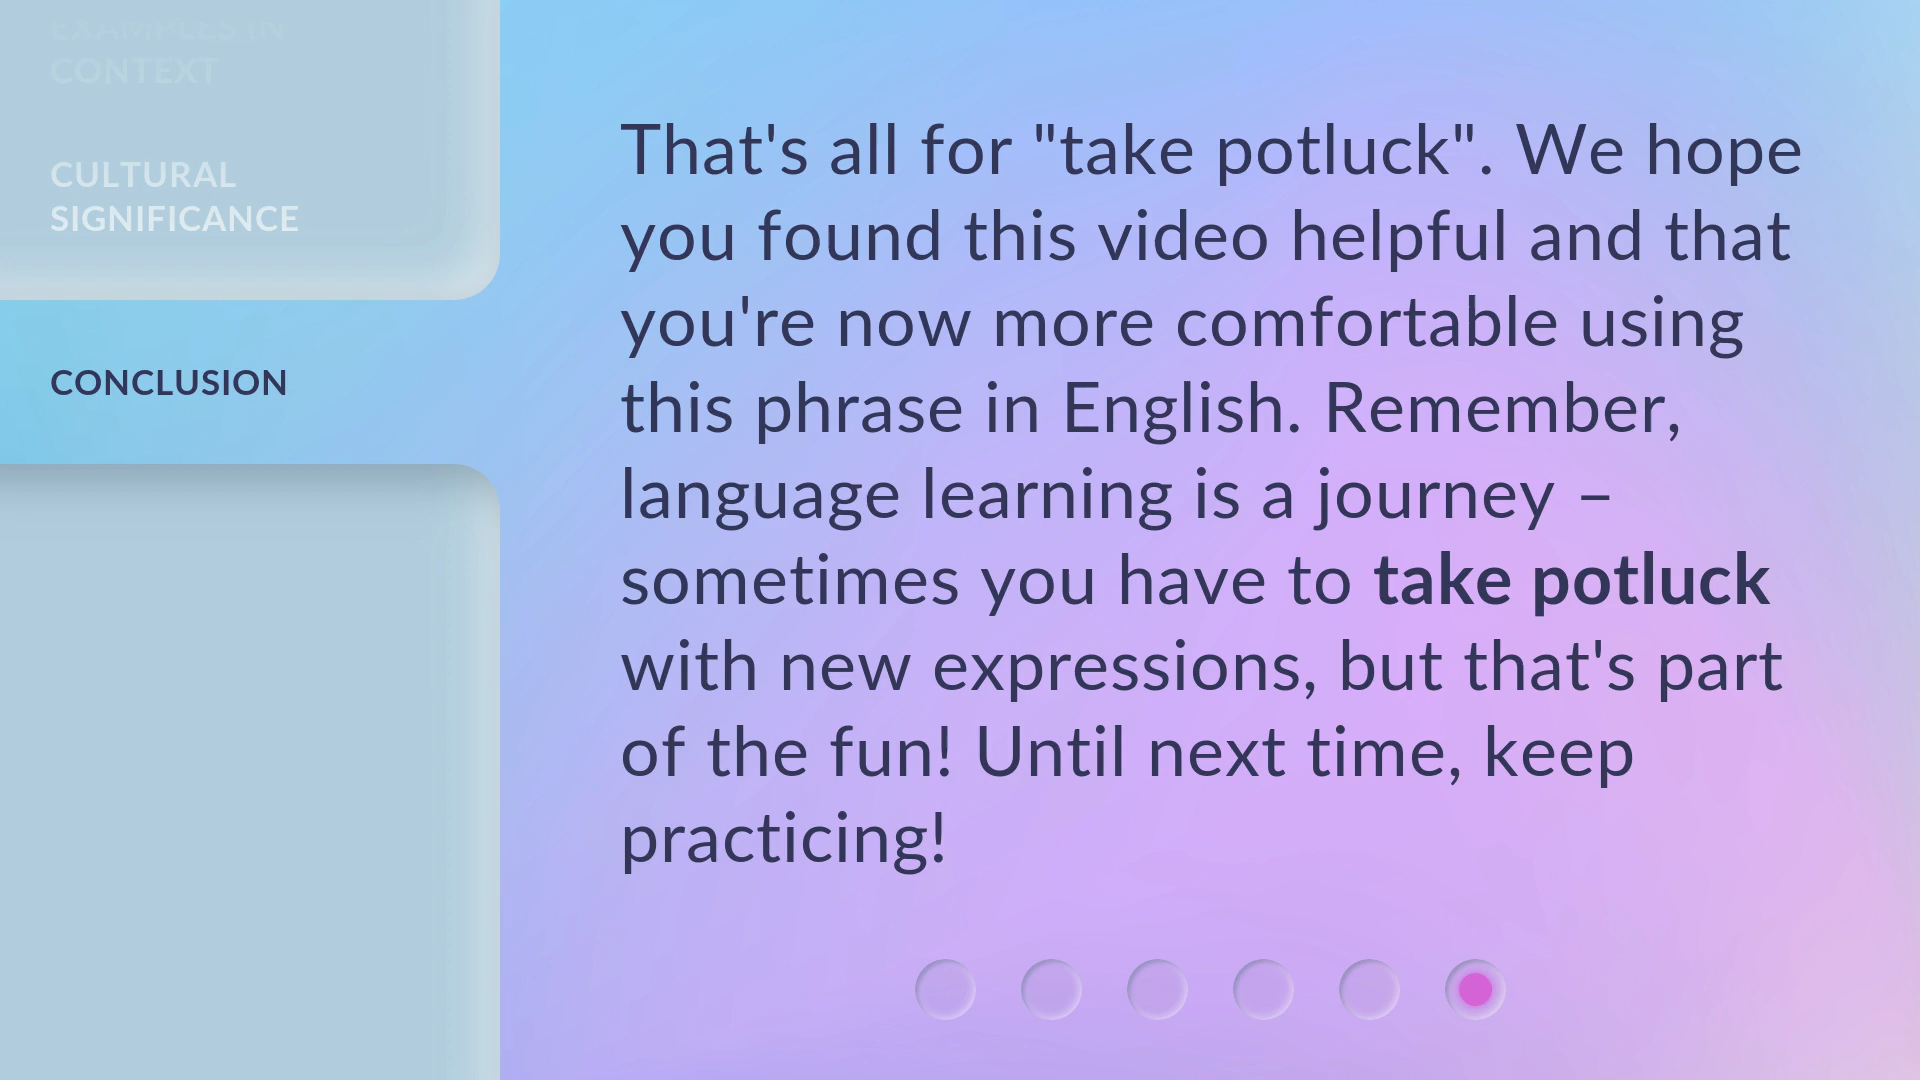 EXAMPLES IN
CONTEXT
CULTURAL
SIGNIFICANCE
CONCLUSION
That's all for "take potluck". We hope
you found this video helpful and that
you're now more comfortable using
this phrase in English. Remember,
language learning is a journey –
sometimes you have to take potluck
with new expressions, but that's part
of the fun! Until next time, keep
practicing!